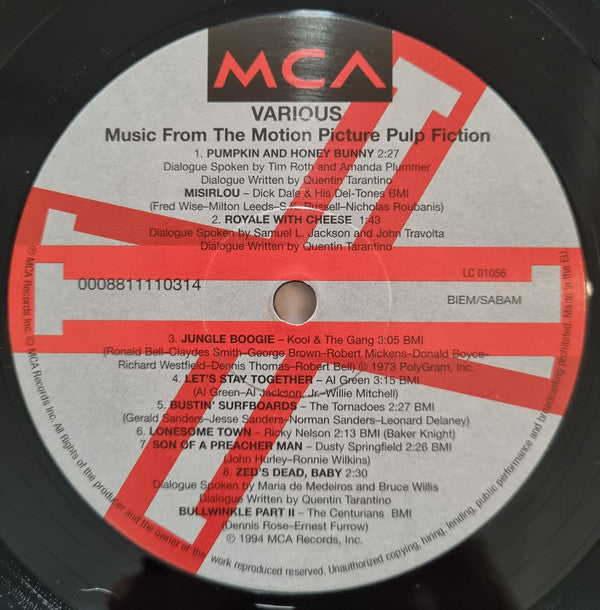 MCA
VARIOUS
Music From The Motion Picture Pulp Fiction
1. PUMPKIN AND HONEY BUNNY 2:27
Dialogue Spoken by Tim Roth and Amanda Plummer
Dialogue Written by Quentin Tarantino
MISIRLOU – Dick Dale & His Del-Tones BMI
(Fred Wise–Milton Leeds–S.K. Russell–Nicholas Roubanis)
2. ROYALE WITH CHEESE 1:43
Dialogue Spoken by Samuel L. Jackson and John Travolta
Dialogue Written by Quentin Tarantino
LC 01056
0008811110314
BIEM/SABAM
3. JUNGLE BOOGIE – Kool & The Gang 3:05 BMI
(Ronald Bell–Claydes Smith–George Brown–Robert Mickens–Donald Boyce–
Richard Westfield–Dennis Thomas–Robert Bell) ℗ 1973 PolyGram, Inc.
4. LET'S STAY TOGETHER – Al Green 3:15 BMI
(Al Green–Al Jackson, Jr–Willie Mitchell)
5. BUSTIN' SURFBOARDS – The Tornadoes 2:27 BMI
(Gerald Sanders–Jesse Sanders–Norman Sanders–Leonard Delaney)
6. LONESOME TOWN – Ricky Nelson 2:13 BMI (Baker Knight)
7. SON OF A PREACHER MAN – Dusty Springfield 2:26 BMI
(John Hurley–Ronnie Wilkins)
8. ZED'S DEAD, BABY 2:30
Dialogue Spoken by Maria de Medeiros and Bruce Willis
Dialogue Written by Quentin Tarantino
BULLWINKLE PART II – The Centurians BMI
(Dennis Rose–Ernest Furrow)
℗ 1994 MCA Records, Inc.
℗ MCA Records Inc. © MCA Records Inc. All Rights of the producer and the owner of the work reproduced reserved. Unauthorized copying, hiring, lending, public performance and broadcasting prohibited. Made in the EU.